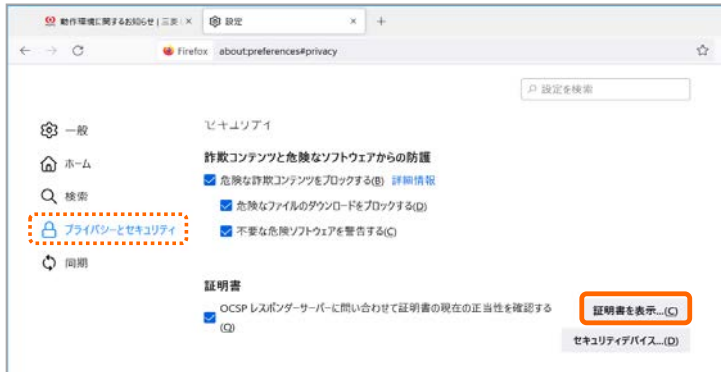 動作環境に関するお知らせ | 三菱
設定
Firefox about:preferences#privacy
設定を検索
一般
ホーム
検索
プライバシーとセキュリティ
同期
セキュリティ
詐欺コンテンツと危険なソフトウェアからの防護
危険な詐欺コンテンツをブロックする(B) 詳細情報
危険なファイルのダウンロードをブロックする(D)
不要な危険ソフトウェアを警告する(C)
証明書
OCSP レスポンダーサーバーに問い合わせて証明書の現在の正当性を確認する
(Q)
証明書を表示...(C)
セキュリティデバイス...(D)